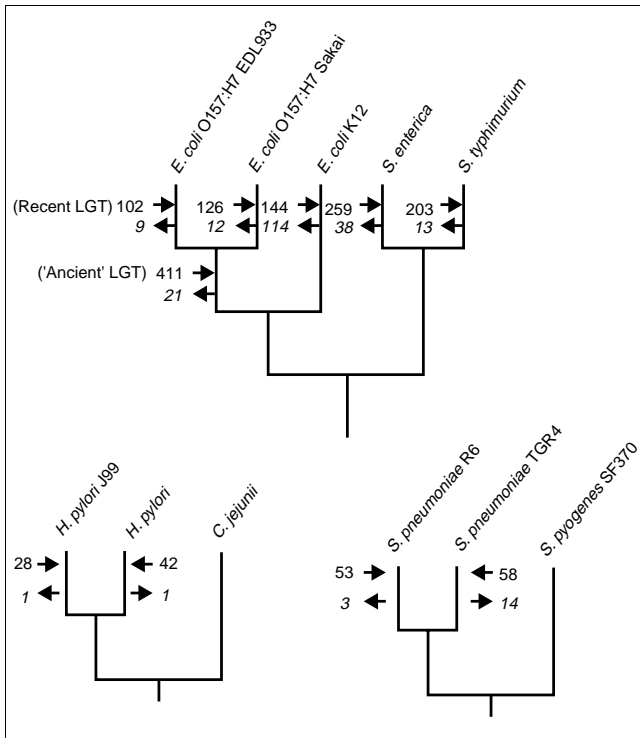 E. coli O157:H7 EDL933
E. coli O157:H7 Sakai
E. coli K12
S. enterica
S. typhimurium
(Recent LGT) 102
9
126
12
144
114
259
38
203
13
('Ancient' LGT) 411
21
H. pylori J99
H. pylori
C. jejunii
28
1
42
1
S. pneumoniae R6
S. pneumoniae TGR4
S. pyogenes SF370
53
3
58
14